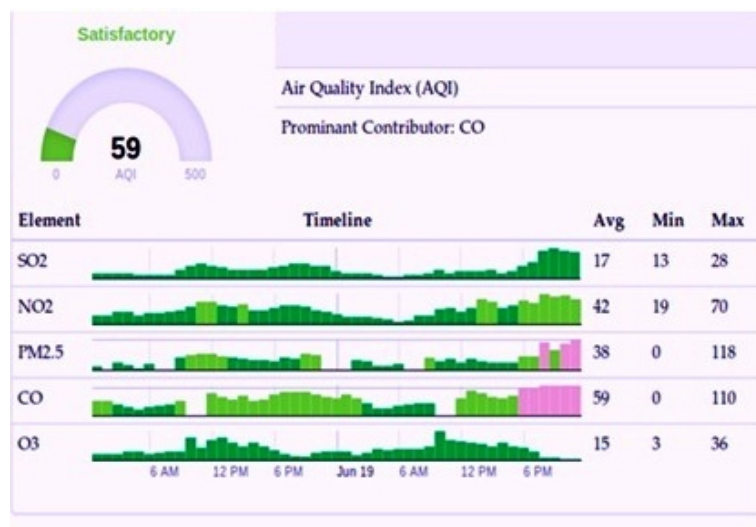 Satisfactory
59
0 AQI 500
Air Quality Index (AQI)
Prominant Contributor: CO
Element Timeline Avg Min Max
SO2 17 13 28
NO2 42 19 70
PM2.5 38 0 118
CO 59 0 110
O3 15 3 36
6 AM 12 PM 6 PM Jun 19 6 AM 12 PM 6 PM